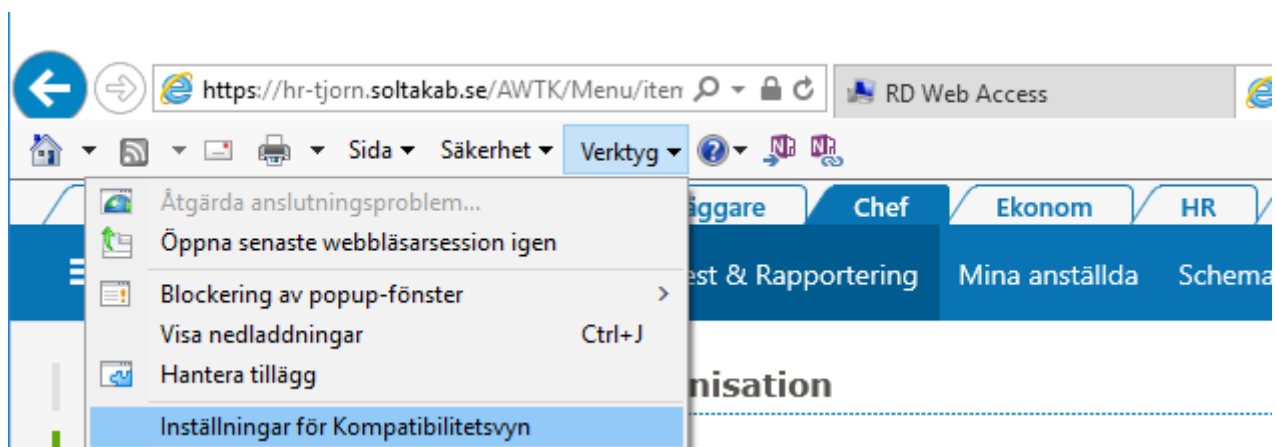 https://hr-tjorn.soltakab.se/AWTK/Menu/iten RD Web Access
Sida Säkerhet Verktyg
Åtgärda anslutningsproblem...
Öppna senaste webbläsarsession igen
Blockering av popup-fönster
Visa nedladdningar Ctrl+J
Hantera tillägg
Inställningar för Kompatibilitetsvyn
äggare Chef Ekonom HR
est & Rapportering Mina anställda Schema
nisation